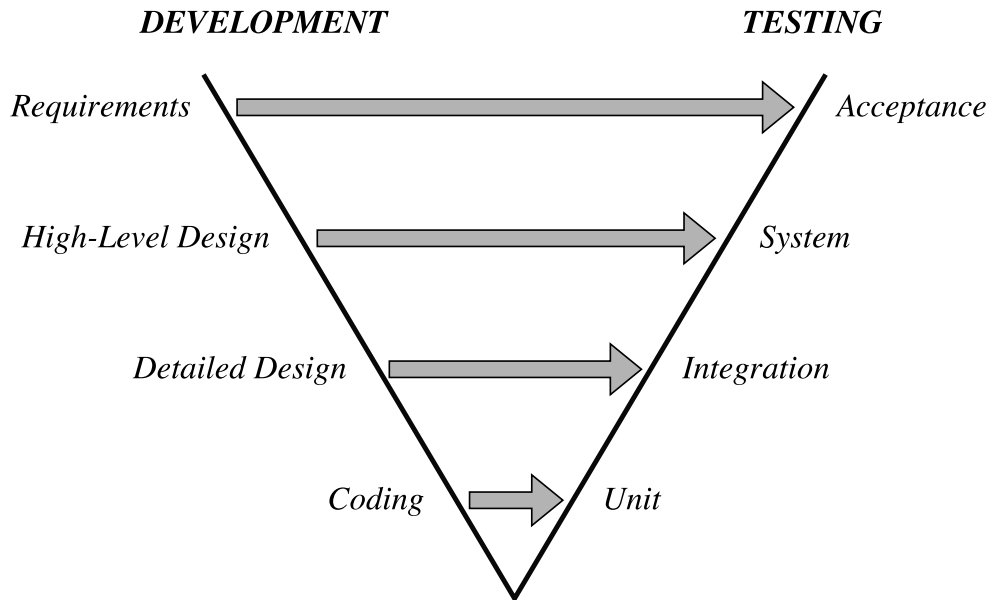 DEVELOPMENT TESTING
Requirements Acceptance
High-Level Design System
Detailed Design Integration
Coding Unit